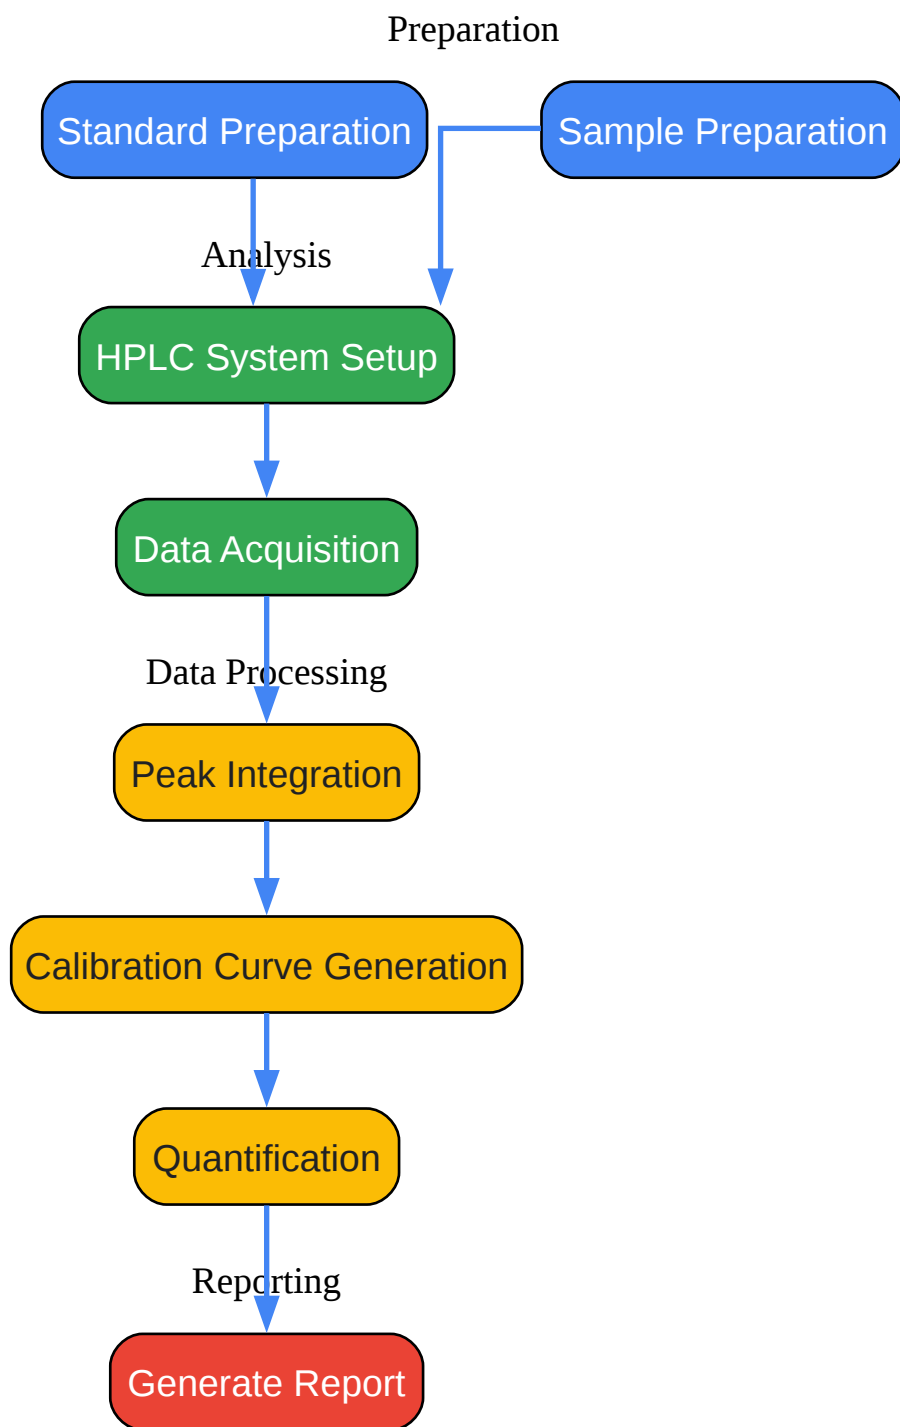 Preparation
Standard Preparation
Sample Preparation
Analysis
HPLC System Setup
Data Acquisition
Data Processing
Peak Integration
Calibration Curve Generation
Quantification
Reporting
Generate Report